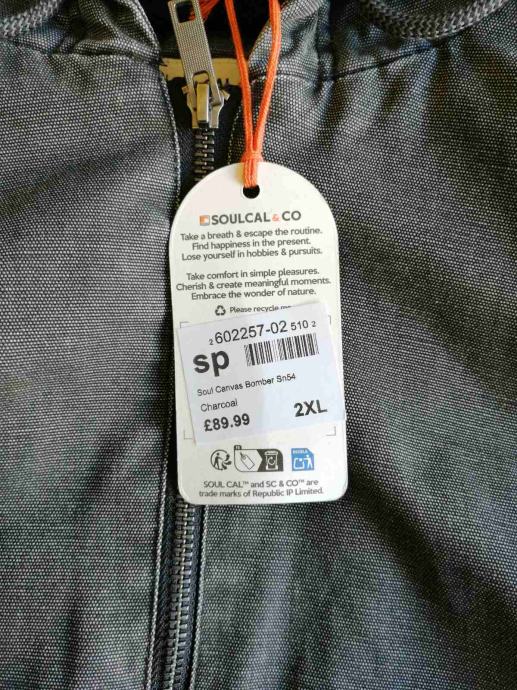 SOULCAL & CO
Take a breath & escape the routine.
Find happiness in the present.
Lose yourself in hobbies & pursuits.
Take comfort in simple pleasures.
Cherish & create meaningful moments.
Embrace the wonder of nature.
Please recycle me
2 602257-02 510 2
sp
Soul Canvas Bomber Sn54
Charcoal
£89.99
2XL
SOUL CAL™ and SC & CO™ are
trade marks of Republic IP Limited.